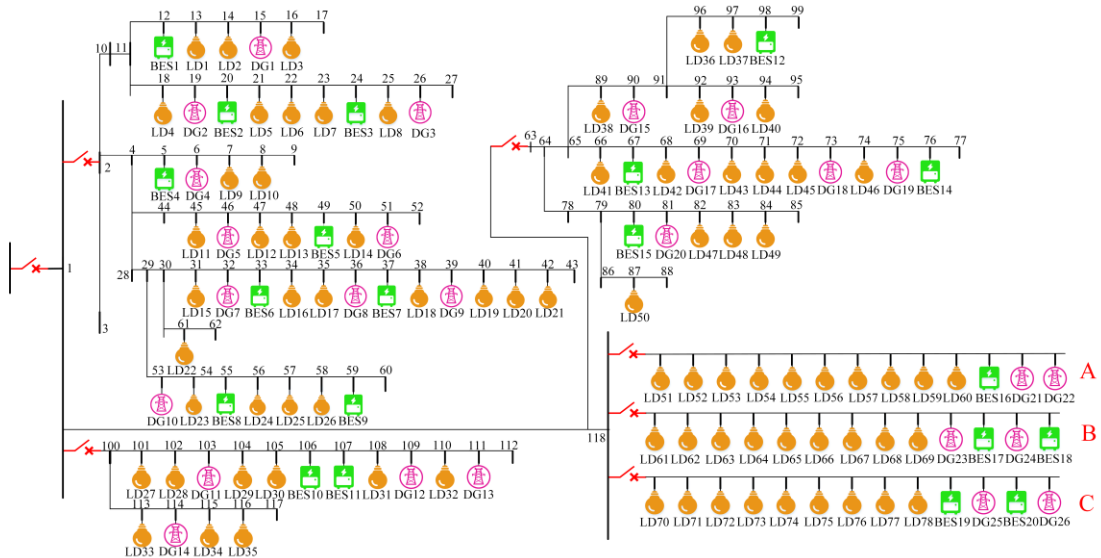 12 13 14 15 16 17
10 11
BES1 LD1 LD2 DG1 LD3
18 19 20 21 22 23 24 25 26 27
LD4 DG2 BES2 LD5 LD6 LD7 BES3 LD8 DG3
2 4 5 6 7 8 9
BES4 DG4 LD9 LD10
44 45 46 47 48 49 50 51 52
LD11 DG5 LD12 LD13 BES5 LD14 DG6
1
28 29 30 31 32 33 34 35 36 37 38 39 40 41 42 43
LD15 DG7 BES6 LD16 LD17 DG8 BES7 LD18 DG9 LD19 LD20 LD21
3
61 62
LD22
53 54 55 56 57 58 59 60
DG10 LD23 BES8 LD24 LD25 LD26 BES9
100 101 102 103 104 105 106 107 108 109 110 111 112
LD27 LD28 DG11 LD29 LD30 BES10 BES11 LD31 DG12 LD32 DG13
113 114 115 116 117
LD33 DG14 LD34 LD35
96 97 98 99
LD36 LD37 BES12
89 90 91 92 93 94 95
LD38 DG15 LD39 DG16 LD40
63 64 65 66 67 68 69 70 71 72 73 74 75 76 77
LD41 BES13 LD42 DG17 LD43 LD44 LD45 DG18 LD46 DG19 BES14
78 79 80 81 82 83 84 85
BES15 DG20 LD47 LD48 LD49
86 87 88
LD50
A
LD51 LD52 LD53 LD54 LD55 LD56 LD57 LD58 LD59 LD60 BES16 DG21 DG22
118
B
LD61 LD62 LD63 LD64 LD65 LD66 LD67 LD68 LD69 DG23 BES17 DG24 BES18
C
LD70 LD71 LD72 LD73 LD74 LD75 LD76 LD77 LD78 BES19 DG25 BES20 DG26